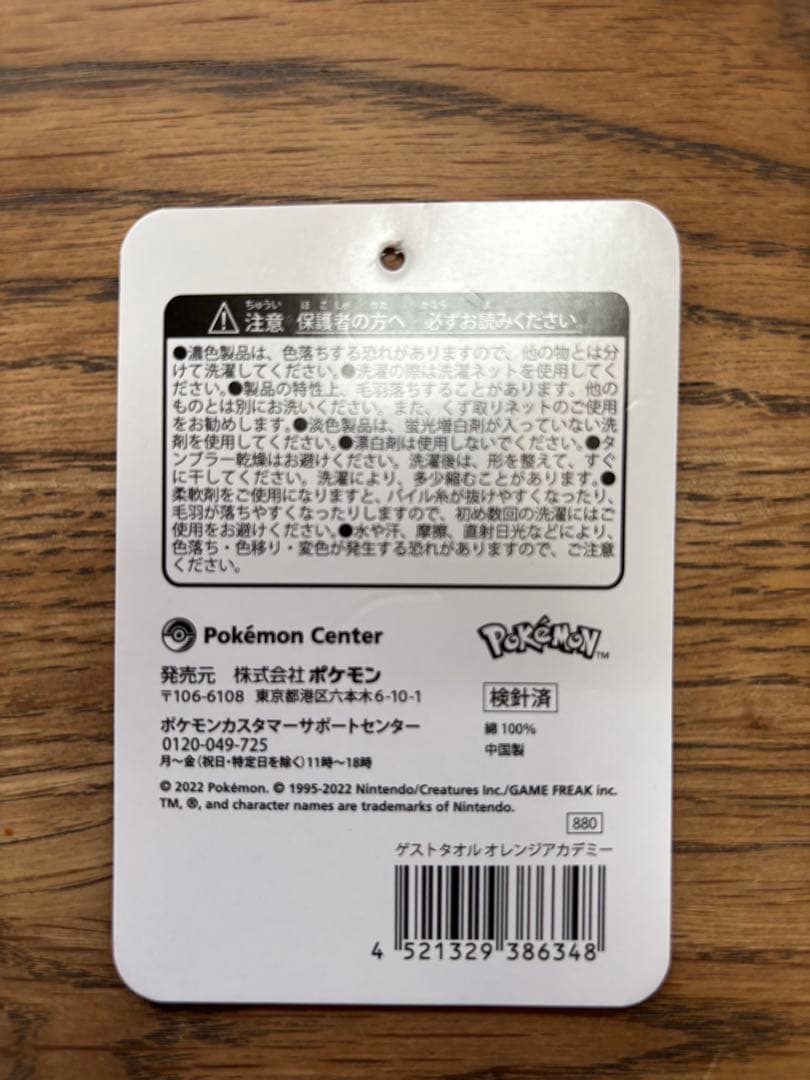 注意 保護者の方へ 必ずお読みください
●濃色製品は、色落ちする恐れがありますので、他の物とは分
けて洗濯してください。●洗濯の際は洗濯ネットを使用してく
ださい。●製品の特性上、毛羽落ちすることがあります。他の
ものとは別にお洗いください。また、くず取りネットのご使用
をお勧めします。●淡色製品は、蛍光増白剤が入っていない洗
剤を使用してください。●漂白剤は使用しないでください。●タ
ンブラー乾燥はお避けください。洗濯後は、形を整えて、すぐ
に干してください。洗濯により、多少縮むことがあります。●
柔軟剤をご使用になりますと、パイル糸が抜けやすくなったり、
毛羽が落ちやすくなったりしますので、初め数回の洗濯にはご
使用をお避けください。●水や汗、摩擦、直射日光などにより、
色落ち・色移り・変色が発生する恐れがありますので、ご注意
ください。
Pokémon Center
POKéMON™
発売元 株式会社ポケモン
〒106-6108 東京都港区六本木6-10-1
検針済
ポケモンカスタマーサポートセンター
綿 100%
0120-049-725
中国製
月～金(祝日・特定日を除く)11時～18時
© 2022 Pokémon. © 1995-2022 Nintendo/Creatures Inc./GAME FREAK inc.
TM, ®, and character names are trademarks of Nintendo.
880
ゲストタオル オレンジアカデミー
4 521329 386348